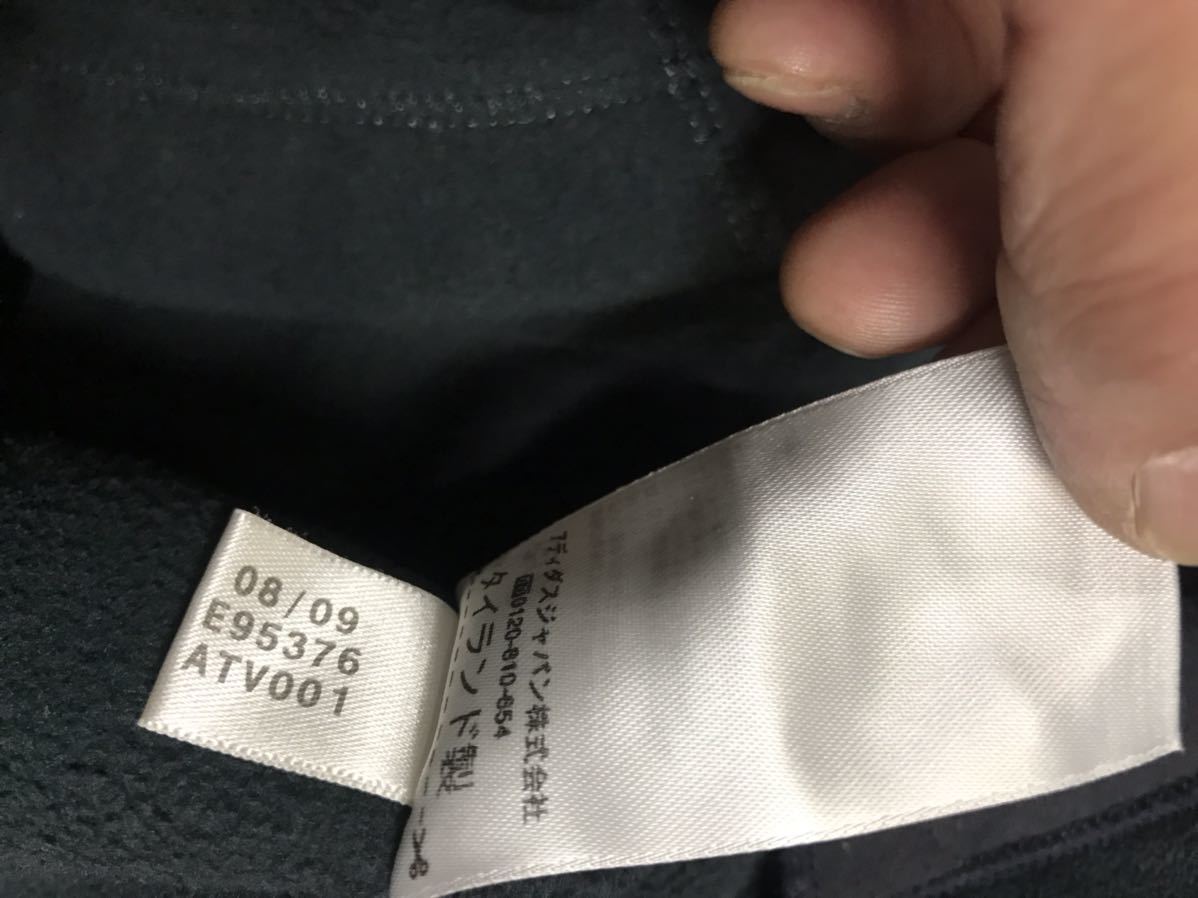 08/09
E95376
ATV001
アディダスジャパン株式会社
0120-810-654
タイランド製